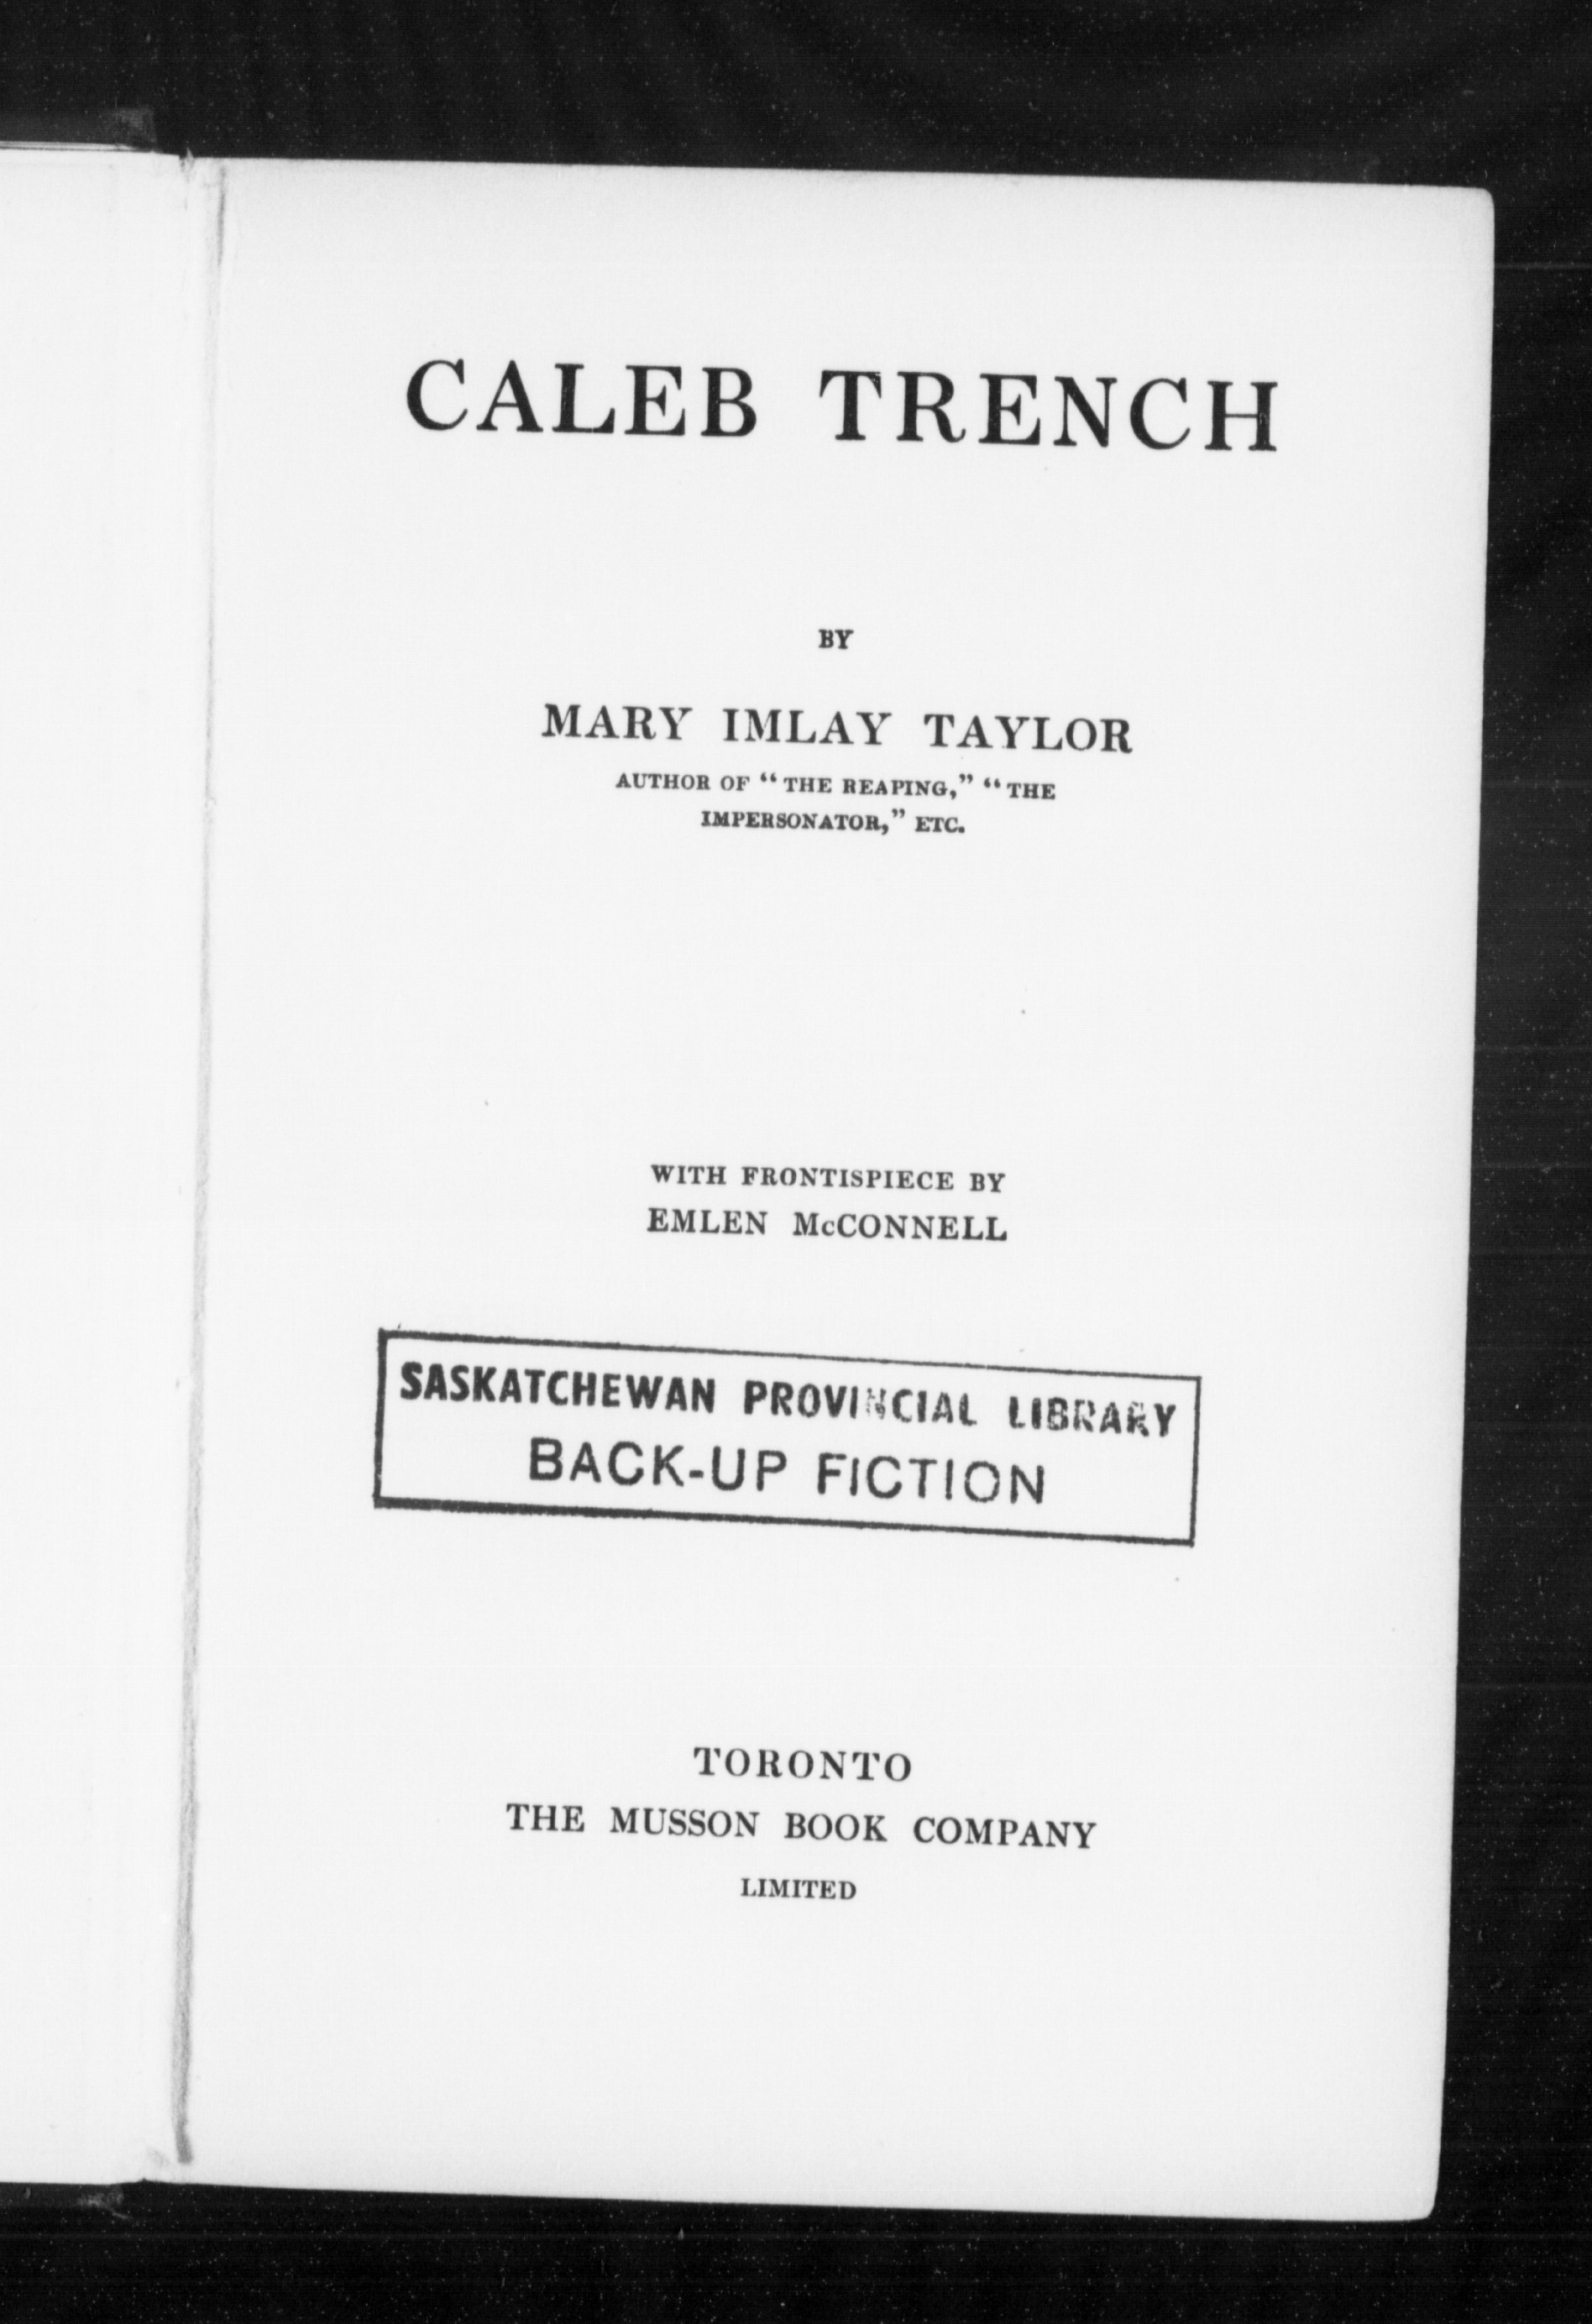 CALEB TRENCH
BY
MARY IMLAY TAYLOR
AUTHOR OF “THE REAPING,” “THE
IMPERSONATOR,” ETC.
WITH FRONTISPIECE BY
EMLEN McCONNELL
SASKATCHEWAN PROVINCIAL LIBRARY
BACK-UP FICTION
TORONTO
THE MUSSON BOOK COMPANY
LIMITED